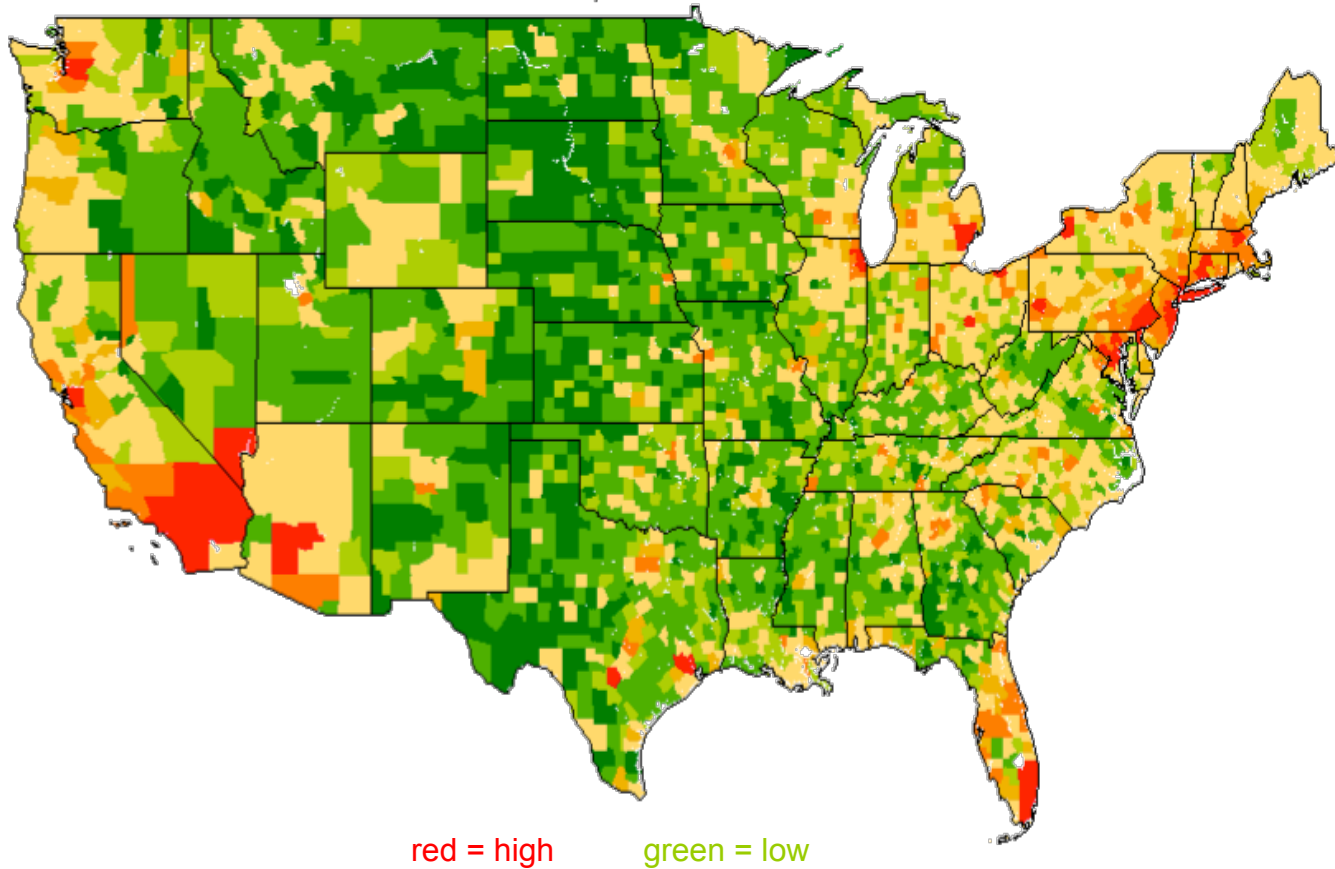 red = high green = low